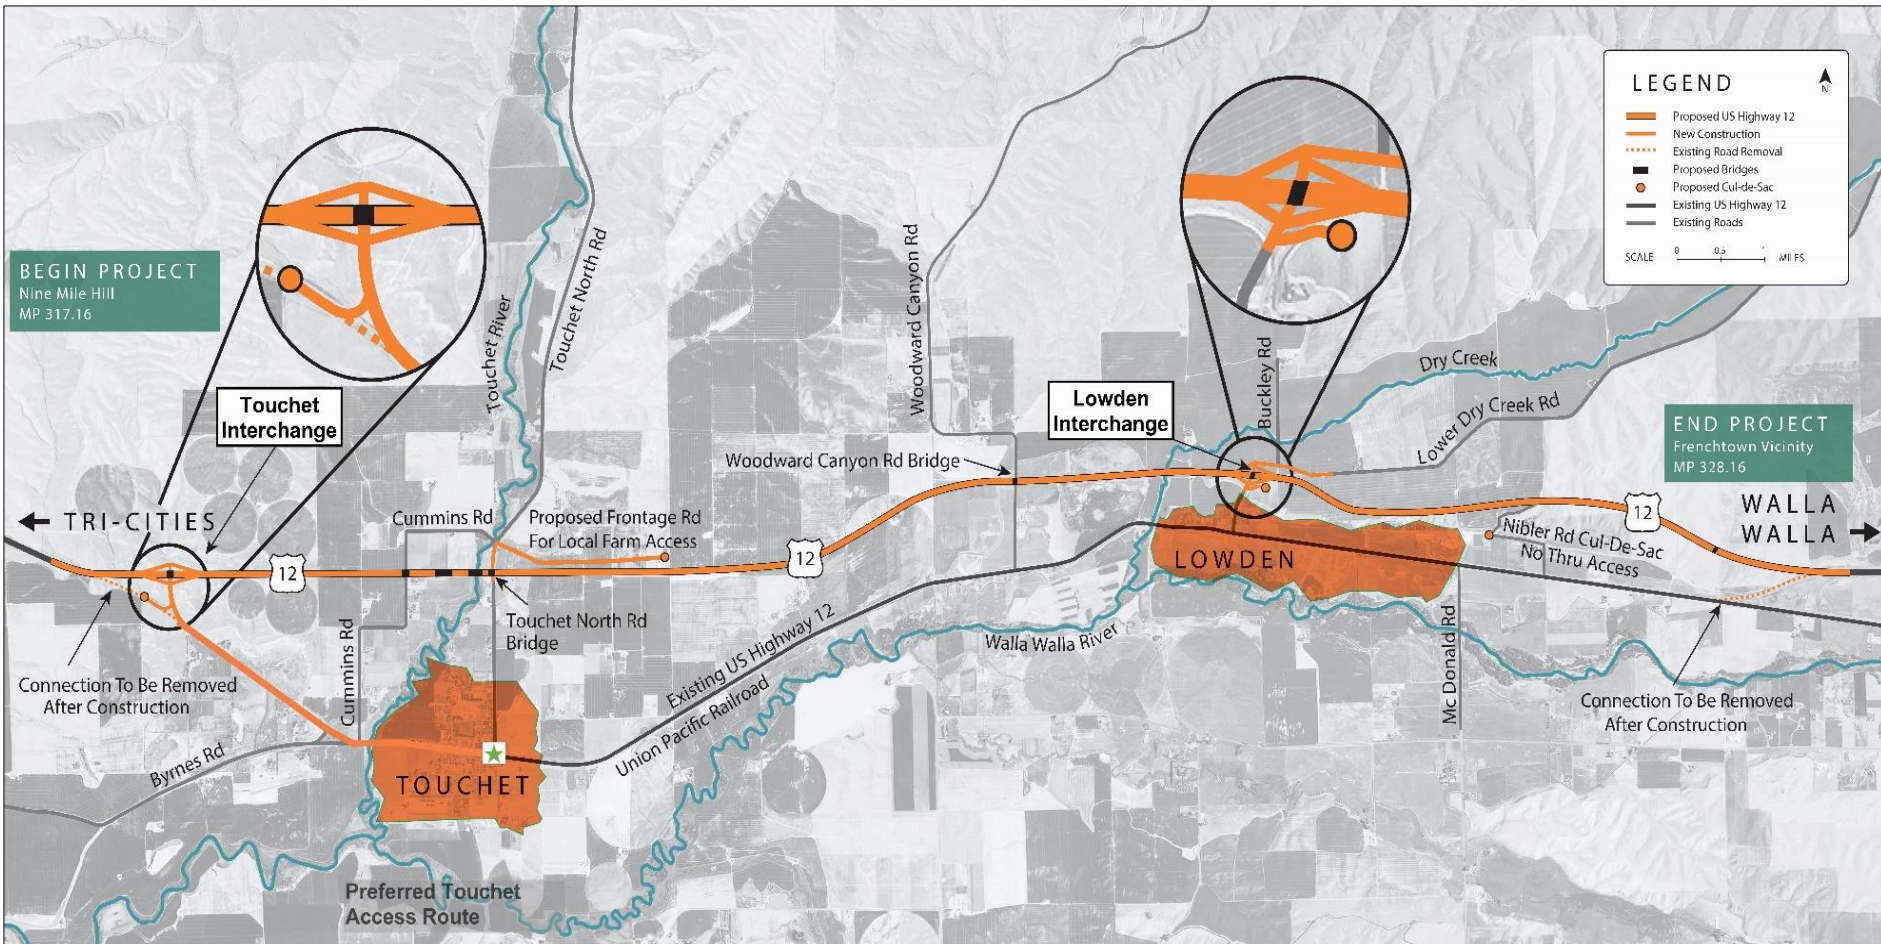 LEGEND
N
Proposed US Highway 12
New Construction
Existing Road Removal
Proposed Bridges
Proposed Cul-de-Sac
Existing US Highway 12
Existing Roads
SCALE
0
0.5
1
MILES
BEGIN PROJECT
Nine Mile Hill
MP 317.16
Touchet
Interchange
TRI-CITIES
12
Connection To Be Removed
After Construction
Byrnes Rd
Cummins Rd
Cummins Rd
Touchet River
Touchet North Rd
Proposed Frontage Rd
For Local Farm Access
Touchet North Rd
Bridge
TOUCHET
Preferred Touchet
Access Route
12
Existing US Highway 12
Union Pacific Railroad
Woodward Canyon Rd
Woodward Canyon Rd Bridge
Walla Walla River
Lowden
Interchange
Buckley Rd
Dry Creek
Lower Dry Creek Rd
LOWDEN
Mc Donald Rd
Nibler Rd Cul-De-Sac
No Thru Access
12
END PROJECT
Frenchtown Vicinity
MP 328.16
WALLA
WALLA
Connection To Be Removed
After Construction